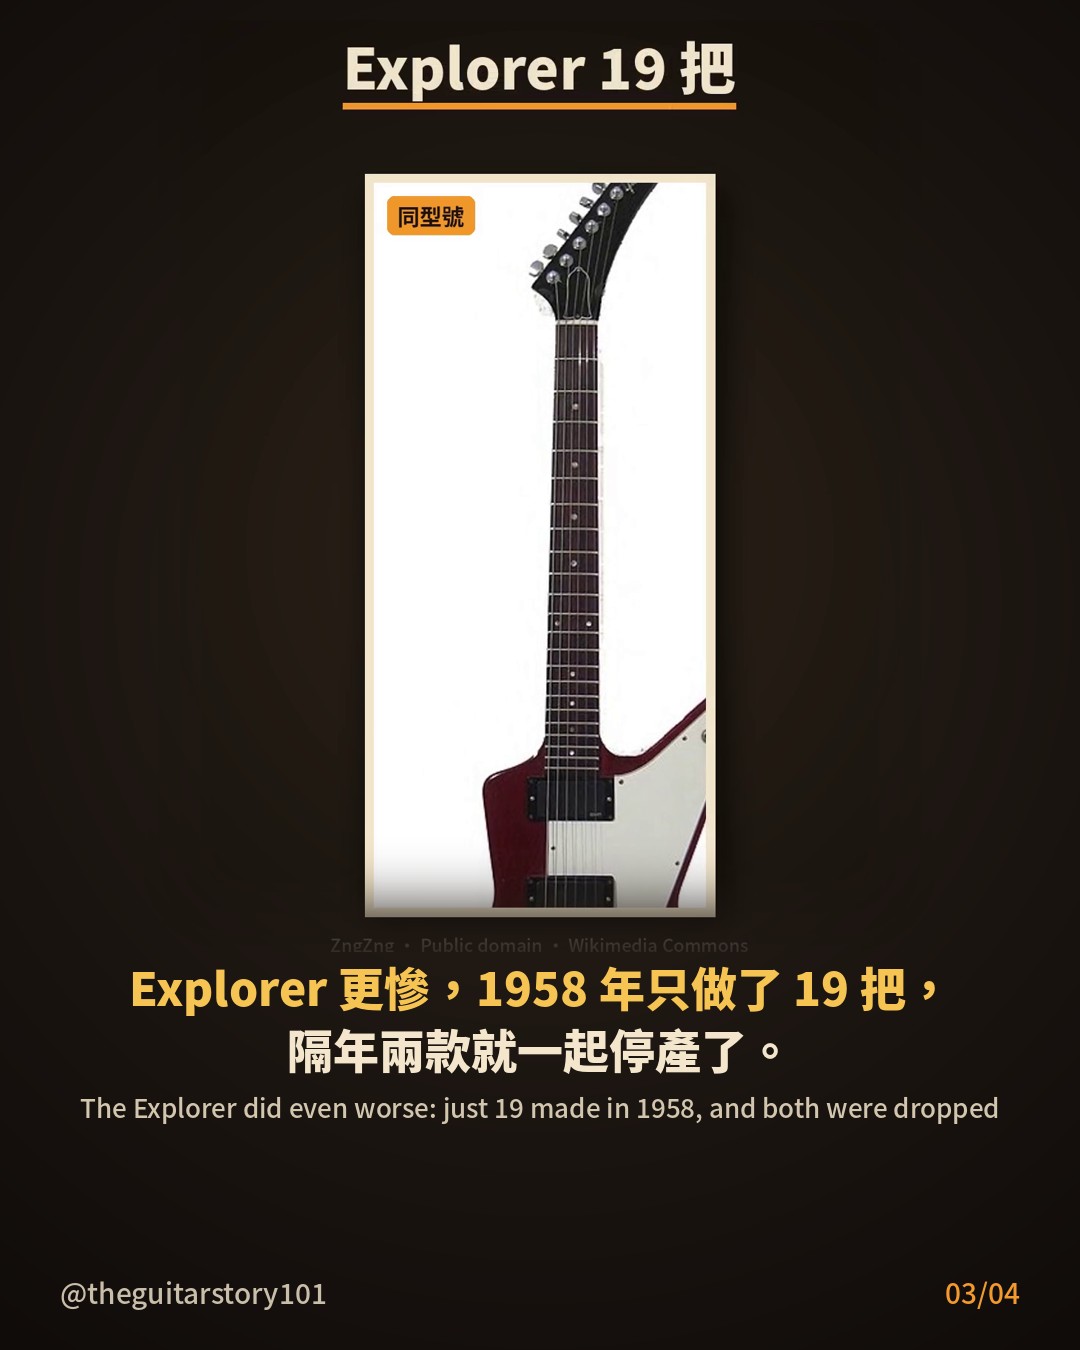 Explorer 19 把
同型號
ZngZng · Public domain · Wikimedia Commons
Explorer 更慘，1958 年只做了 19 把，
隔年兩款就一起停產了。
The Explorer did even worse: just 19 made in 1958, and both were dropped
@theguitarstory101
03/04